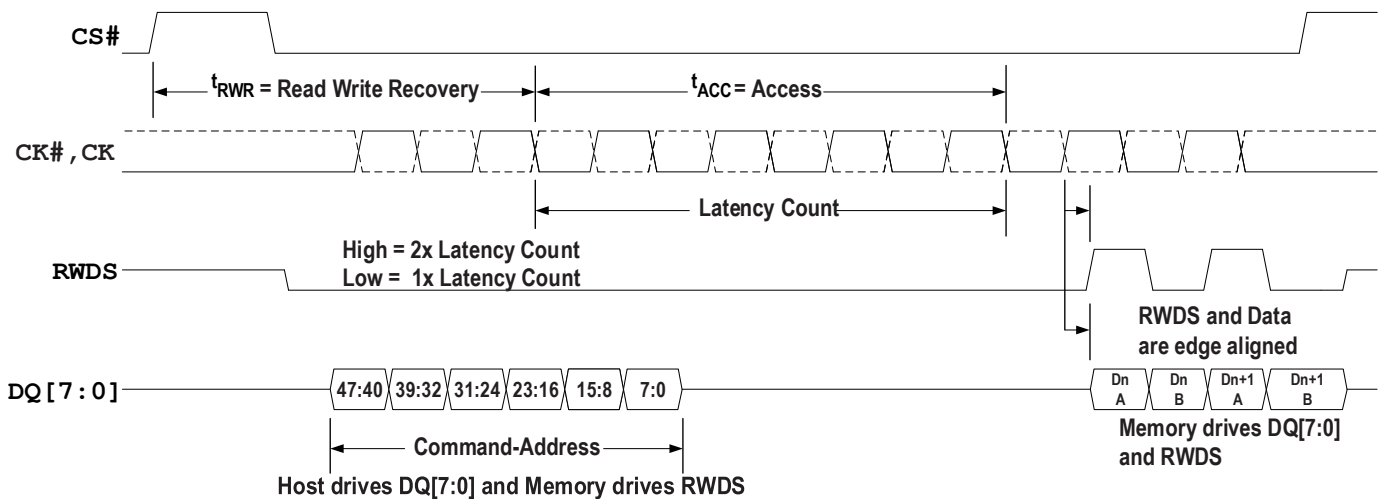 CS#
tRWR = Read Write Recovery
tACC = Access
CK#,CK
Latency Count
High = 2x Latency Count
Low = 1x Latency Count
RWDS
RWDS and Data
are edge aligned
DQ[7:0]
47:40 39:32 31:24 23:16 15:8 7:0
Dn A
Dn B
Dn+1 A
Dn+1 B
Command-Address
Memory drives DQ[7:0]
and RWDS
Host drives DQ[7:0] and Memory drives RWDS